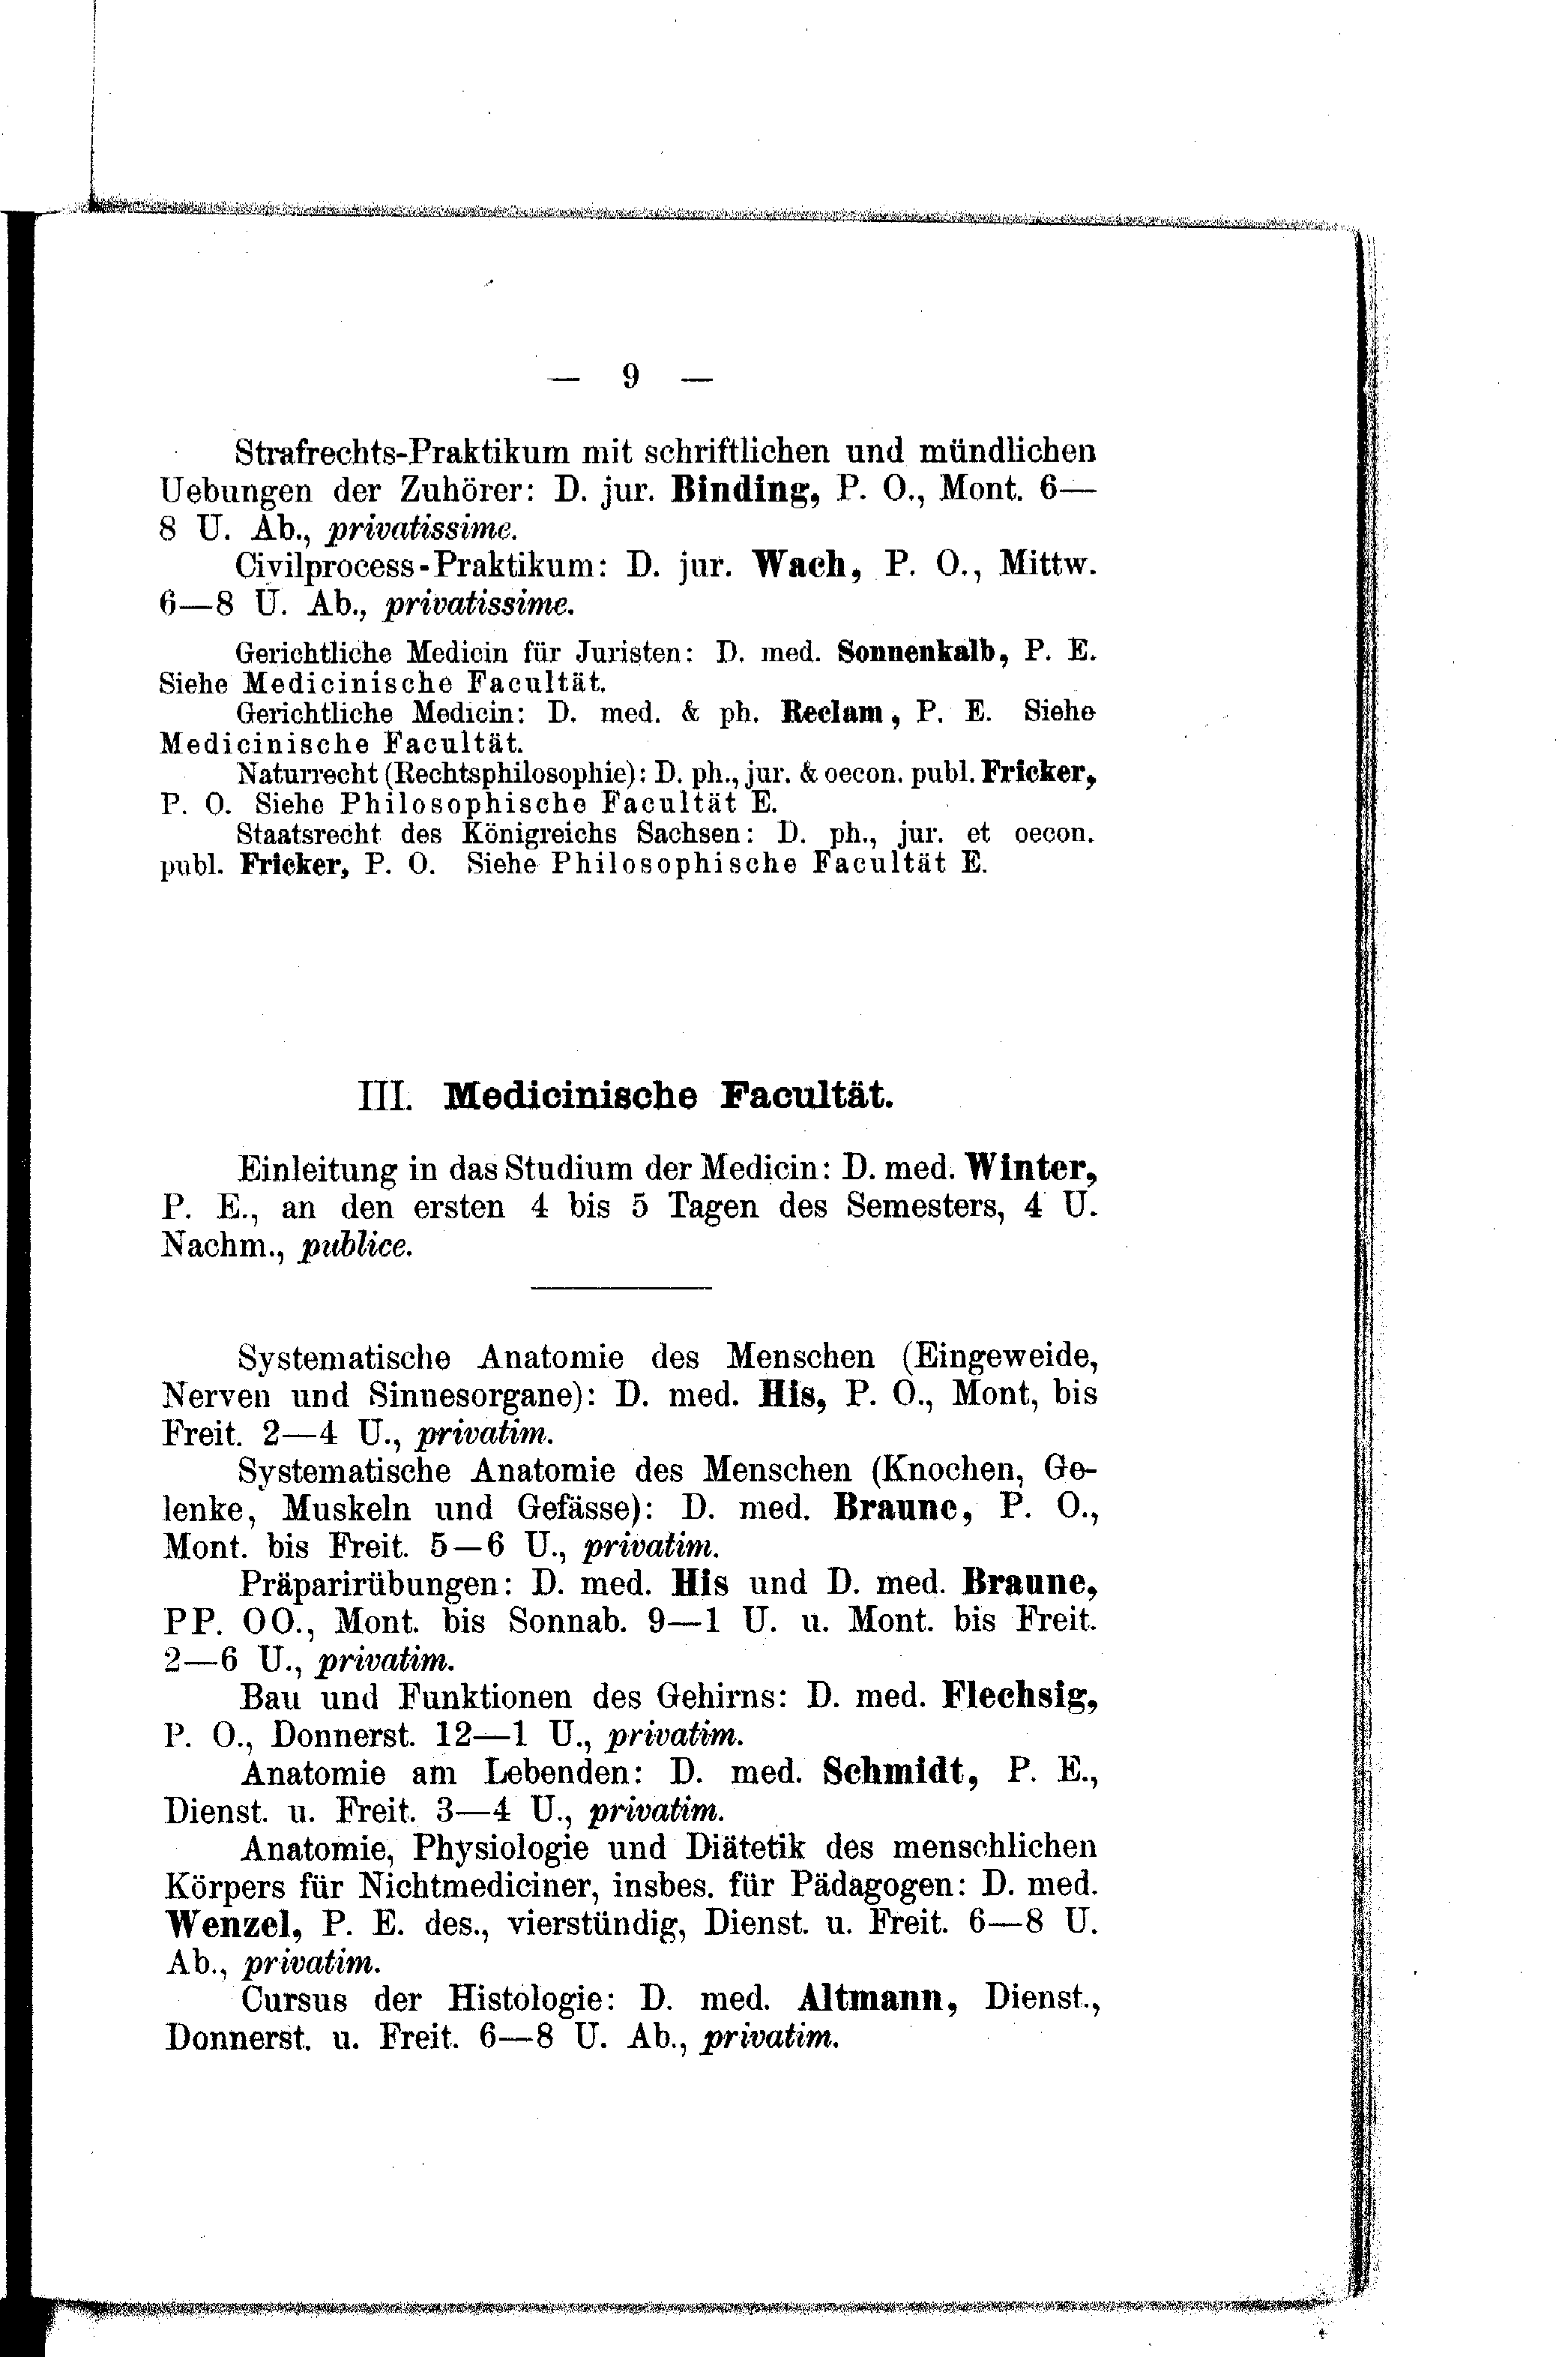 — 9 —
Strafrechts-Praktikum mit schriftlichen und mündlichen
Uebungen der Zuhörer: D. jur. Binding, P. O., Mont. 6—
8 U. Ab., privatissime.
Civilprocess-Praktikum: D. jur. Wach, P. O., Mittw.
6—8 U. Ab., privatissime.
Gerichtliche Medicin für Juristen: D. med. Sonnenkalb, P. E.
Siehe Medicinische Facultät.
Gerichtliche Medicin: D. med. & ph. Reclam, P. E. Siehe
Medicinische Facultät.
Naturrecht (Rechtsphilosophie): D. ph., jur. & oecon. publ. Fricker,
P. O. Siehe Philosophische Facultät E.
Staatsrecht des Königreichs Sachsen: D. ph., jur. et oecon.
publ. Fricker, P. O. Siehe Philosophische Facultät E.
III. Medicinische Facultät.
Einleitung in das Studium der Medicin: D. med. Winter,
P. E., an den ersten 4 bis 5 Tagen des Semesters, 4 U.
Nachm., publice.
Systematische Anatomie des Menschen (Eingeweide,
Nerven und Sinnesorgane): D. med. His, P. O., Mont, bis
Freit. 2—4 U., privatim.
Systematische Anatomie des Menschen (Knochen, Ge-
lenke, Muskeln und Gefässe): D. med. Braune, P. O.,
Mont. bis Freit. 5—6 U., privatim.
Präparirübungen: D. med. His und D. med. Braune,
PP. OO., Mont. bis Sonnab. 9—1 U. u. Mont. bis Freit.
2—6 U., privatim.
Bau und Funktionen des Gehirns: D. med. Flechsig,
P. O., Donnerst. 12—1 U., privatim.
Anatomie am Lebenden: D. med. Schmidt, P. E.,
Dienst. u. Freit. 3—4 U., privatim.
Anatomie, Physiologie und Diätetik des menschlichen
Körpers für Nichtmediciner, insbes. für Pädagogen: D. med.
Wenzel, P. E. des., vierstündig, Dienst. u. Freit. 6—8 U.
Ab., privatim.
Cursus der Histologie: D. med. Altmann, Dienst.,
Donnerst. u. Freit. 6—8 U. Ab., privatim.